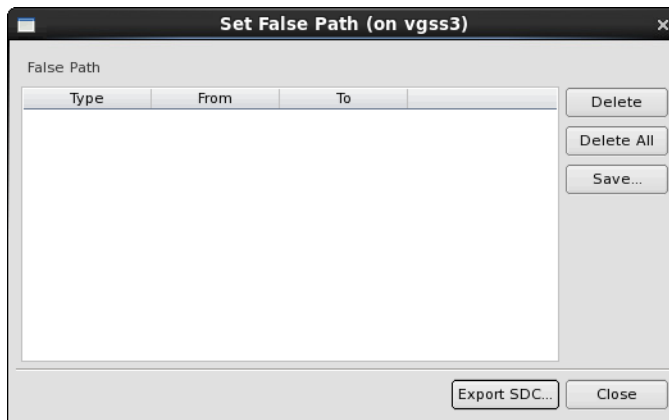 Set False Path (on vgss3)
False Path
Type From To
Delete
Delete All
Save...
Export SDC... Close